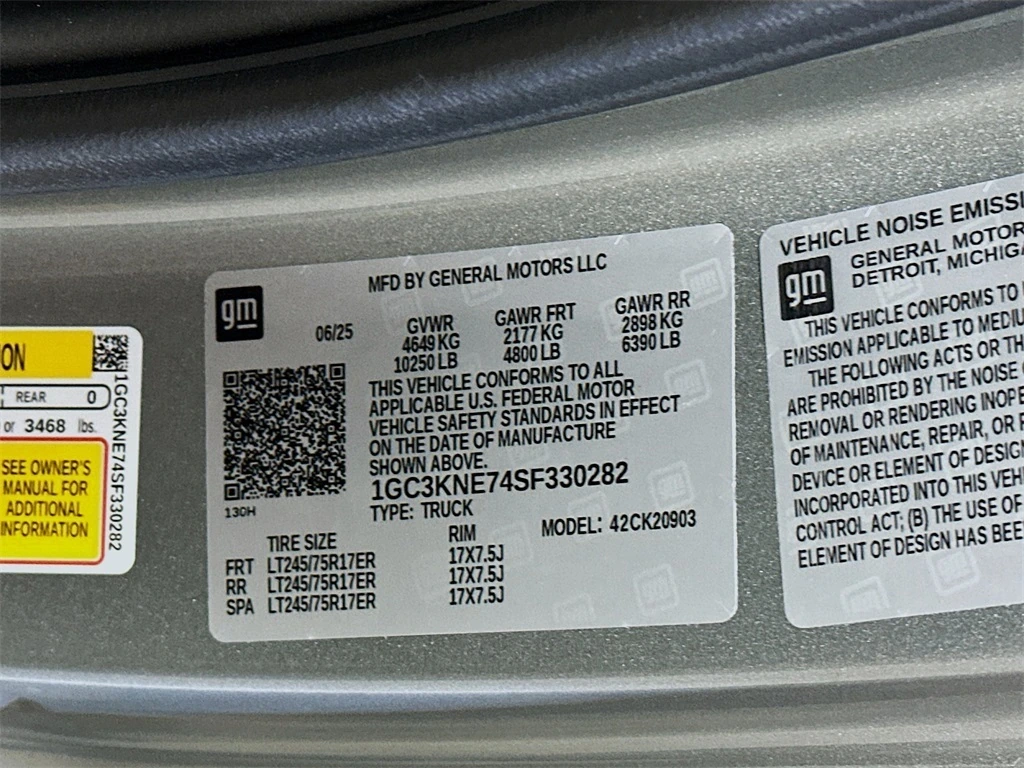 ON
REAR 0
or 3468 lbs.
SEE OWNER'S
MANUAL FOR
ADDITIONAL
INFORMATION
1GC3KNE74SF330282
gm
MFD BY GENERAL MOTORS LLC
06/25
GVWR GAWR FRT GAWR RR
4649 KG 2177 KG 2898 KG
10250 LB 4800 LB 6390 LB
THIS VEHICLE CONFORMS TO ALL
APPLICABLE U.S. FEDERAL MOTOR
VEHICLE SAFETY STANDARDS IN EFFECT
ON THE DATE OF MANUFACTURE
SHOWN ABOVE.
1GC3KNE74SF330282
130H
TYPE: TRUCK
MODEL: 42CK20903
TIRE SIZE RIM
FRT LT245/75R17ER 17X7.5J
RR LT245/75R17ER 17X7.5J
SPA LT245/75R17ER 17X7.5J
VEHICLE NOISE EMISSI
gm
GENERAL MOTOR
DETROIT, MICHIGA
THIS VEHICLE CONFORMS TO
EMISSION APPLICABLE TO MEDIU
THE FOLLOWING ACTS OR TH
ARE PROHIBITED BY THE NOISE
REMOVAL OR RENDERING INOPE
OF MAINTENANCE, REPAIR, OR
DEVICE OR ELEMENT OF DESIGN
INCORPORATED INTO THIS VEHI
CONTROL ACT; (B) THE USE OF
ELEMENT OF DESIGN HAS BEE